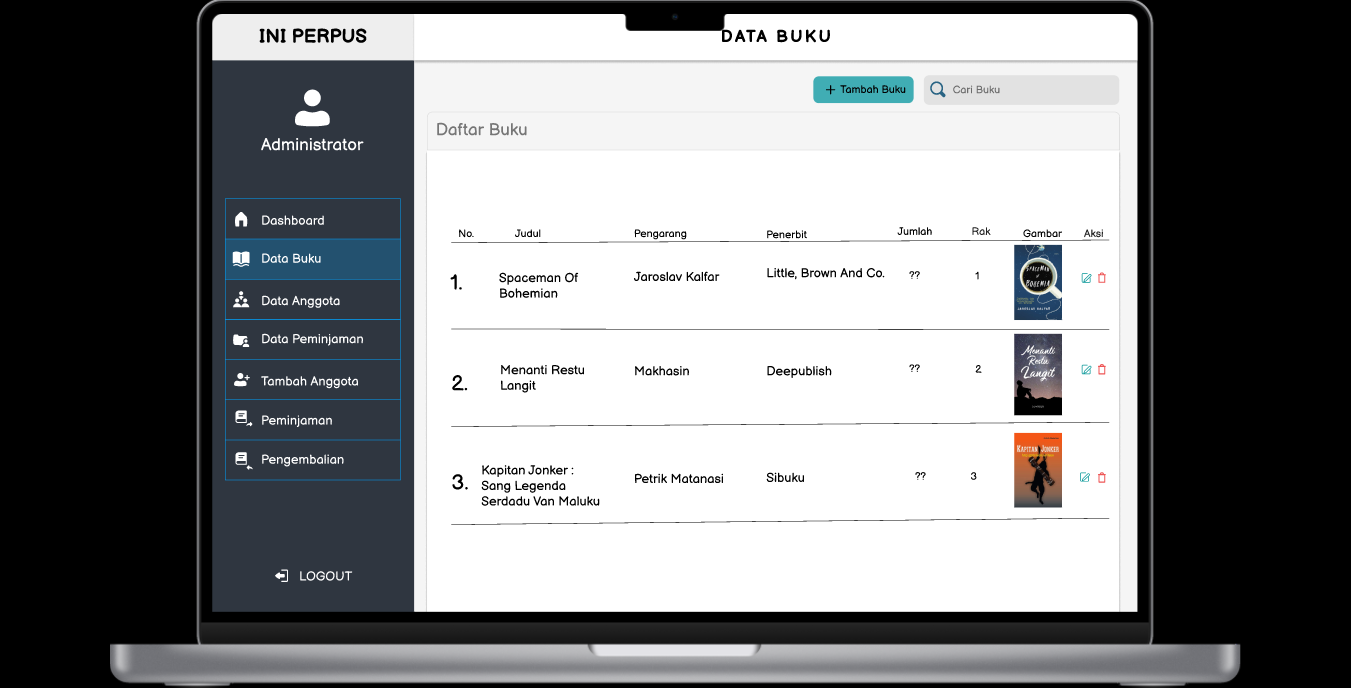 INI PERPUS
DATA BUKU
Administrator
Dashboard
Data Buku
Data Anggota
Data Peminjaman
Tambah Anggota
Peminjaman
Pengembalian
LOGOUT
+ Tambah Buku
Cari Buku
Daftar Buku
No. Judul Pengarang Penerbit Jumlah Rak Gambar Aksi
1. Spaceman Of Jaroslav Kalfar Little, Brown And Co. ?? 1
Bohemian
SPACEMAN
of
BOHEMIA
JAROSLAV KALFAR
2. Menanti Restu Makhasin Deepublish ?? 2
Langit
Menanti
Restu
Langit
3. Kapitan Jonker : Petrik Matanasi Sibuku ?? 3
Sang Legenda
Serdadu Van Maluku
KAPITAN JONKER